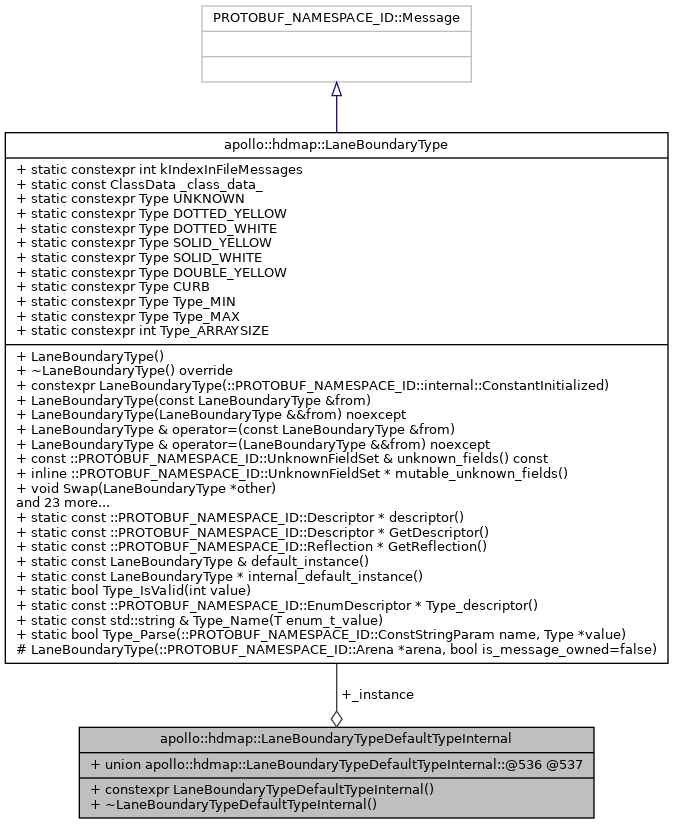 PROTOBUF_NAMESPACE_ID::Message
apollo::hdmap::LaneBoundaryType
+ static constexpr int kIndexInFileMessages
+ static const ClassData _class_data_
+ static constexpr Type UNKNOWN
+ static constexpr Type DOTTED_YELLOW
+ static constexpr Type DOTTED_WHITE
+ static constexpr Type SOLID_YELLOW
+ static constexpr Type SOLID_WHITE
+ static constexpr Type DOUBLE_YELLOW
+ static constexpr Type CURB
+ static constexpr Type Type_MIN
+ static constexpr Type Type_MAX
+ static constexpr int Type_ARRAYSIZE
+ LaneBoundaryType()
+ ~LaneBoundaryType() override
+ constexpr LaneBoundaryType(::PROTOBUF_NAMESPACE_ID::internal::ConstantInitialized)
+ LaneBoundaryType(const LaneBoundaryType &from)
+ LaneBoundaryType(LaneBoundaryType &&from) noexcept
+ LaneBoundaryType & operator=(const LaneBoundaryType &from)
+ LaneBoundaryType & operator=(LaneBoundaryType &&from) noexcept
+ const ::PROTOBUF_NAMESPACE_ID::UnknownFieldSet & unknown_fields() const
+ inline ::PROTOBUF_NAMESPACE_ID::UnknownFieldSet * mutable_unknown_fields()
+ void Swap(LaneBoundaryType *other)
and 23 more...
+ static const ::PROTOBUF_NAMESPACE_ID::Descriptor * descriptor()
+ static const ::PROTOBUF_NAMESPACE_ID::Descriptor * GetDescriptor()
+ static const ::PROTOBUF_NAMESPACE_ID::Reflection * GetReflection()
+ static const LaneBoundaryType & default_instance()
+ static const LaneBoundaryType * internal_default_instance()
+ static bool Type_IsValid(int value)
+ static const ::PROTOBUF_NAMESPACE_ID::EnumDescriptor * Type_descriptor()
+ static const std::string & Type_Name(T enum_t_value)
+ static bool Type_Parse(::PROTOBUF_NAMESPACE_ID::ConstStringParam name, Type *value)
# LaneBoundaryType(::PROTOBUF_NAMESPACE_ID::Arena *arena, bool is_message_owned=false)
+_instance
apollo::hdmap::LaneBoundaryTypeDefaultTypeInternal
+ union apollo::hdmap::LaneBoundaryTypeDefaultTypeInternal::@536 @537
+ constexpr LaneBoundaryTypeDefaultTypeInternal()
+ ~LaneBoundaryTypeDefaultTypeInternal()